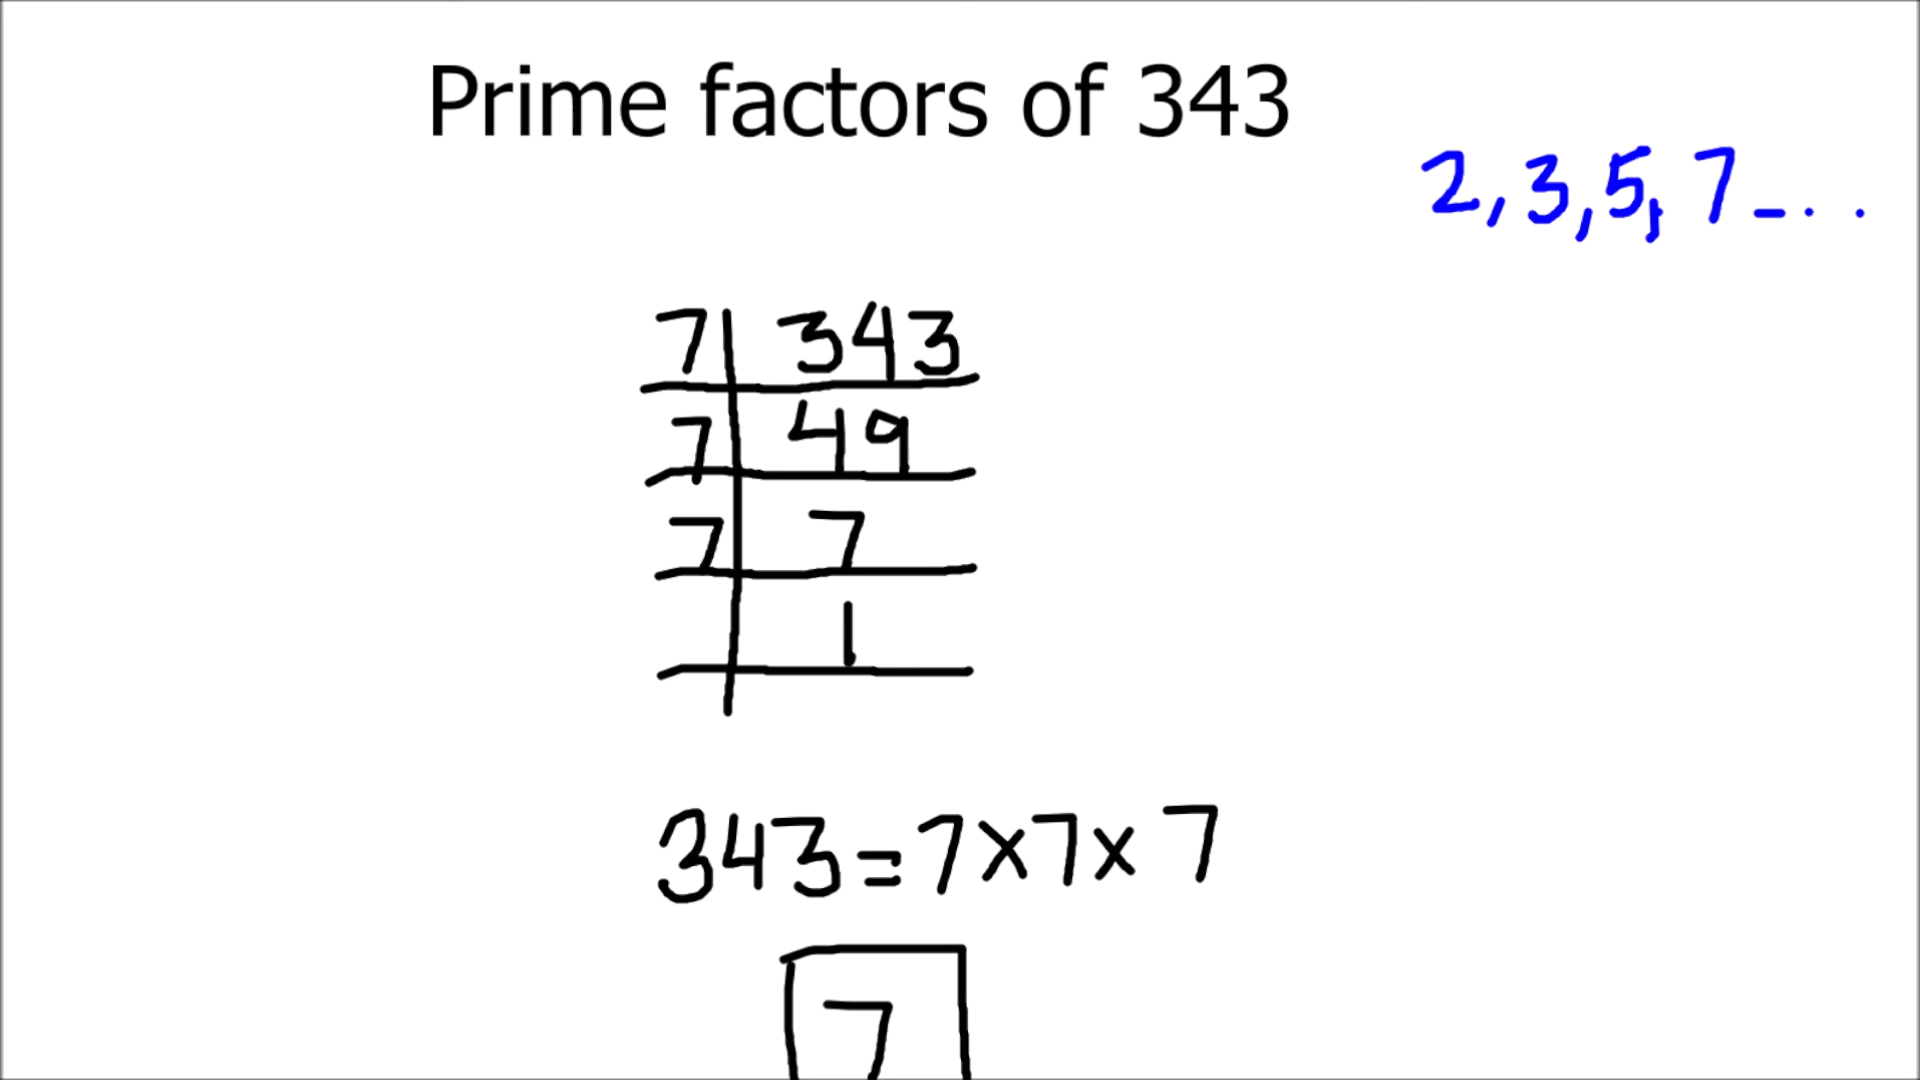 Prime factors of 343
2, 3, 5, 7 - . .
7 343
7 49
7 7
1
343 = 7 x 7 x 7
7